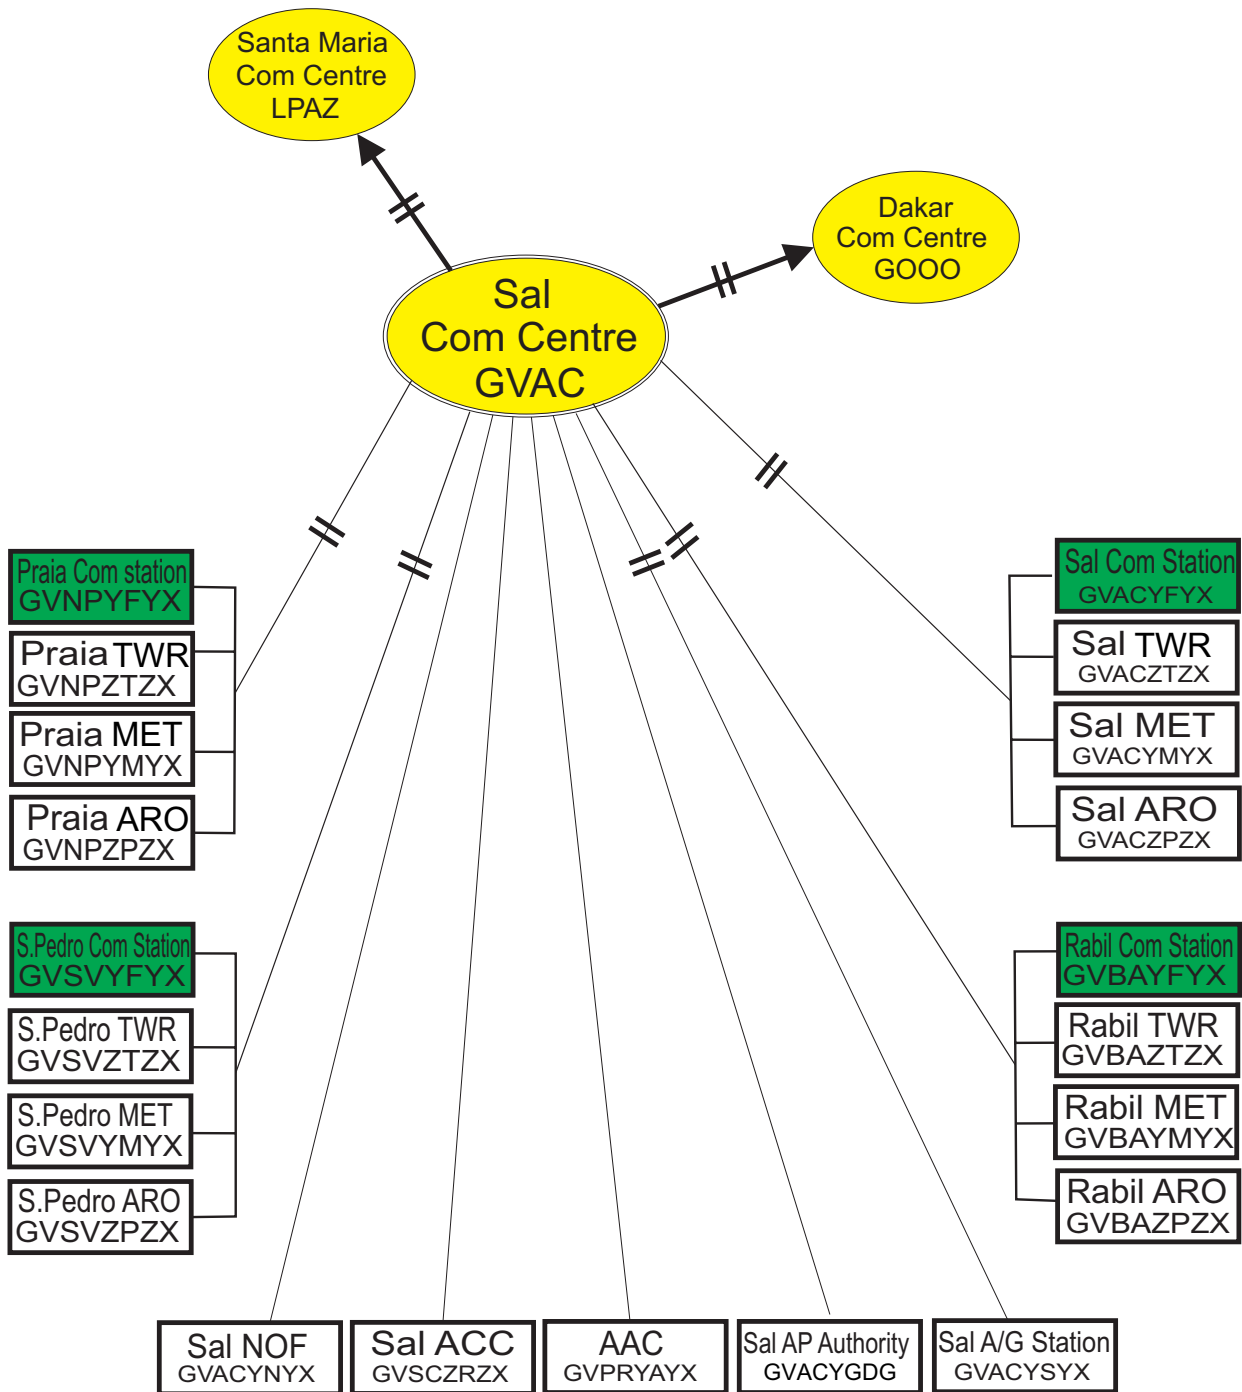 Santa Maria
Com Centre
LPAZ
Dakar
Com Centre
GOOO
Sal
Com Centre
GVAC
Praia Com station
GVNPYFYX
Praia TWR
GVNPZTZX
Praia MET
GVNPYMYX
Praia ARO
GVNPZPZX
Sal Com Station
GVACYFYX
Sal TWR
GVACZTZX
Sal MET
GVACYMYX
Sal ARO
GVACZPZX
S.Pedro Com Station
GVSVYFYX
S.Pedro TWR
GVSVZTZX
S.Pedro MET
GVSVYMYX
S.Pedro ARO
GVSVZPZX
Rabil Com Station
GVBAYFYX
Rabil TWR
GVBAZTZX
Rabil MET
GVBAYMYX
Rabil ARO
GVBAZPZX
Sal NOF
GVACYNYX
Sal ACC
GVSCZRZX
AAC
GVPRYAYX
Sal AP Authority
GVACYGDG
Sal A/G Station
GVACYSYX